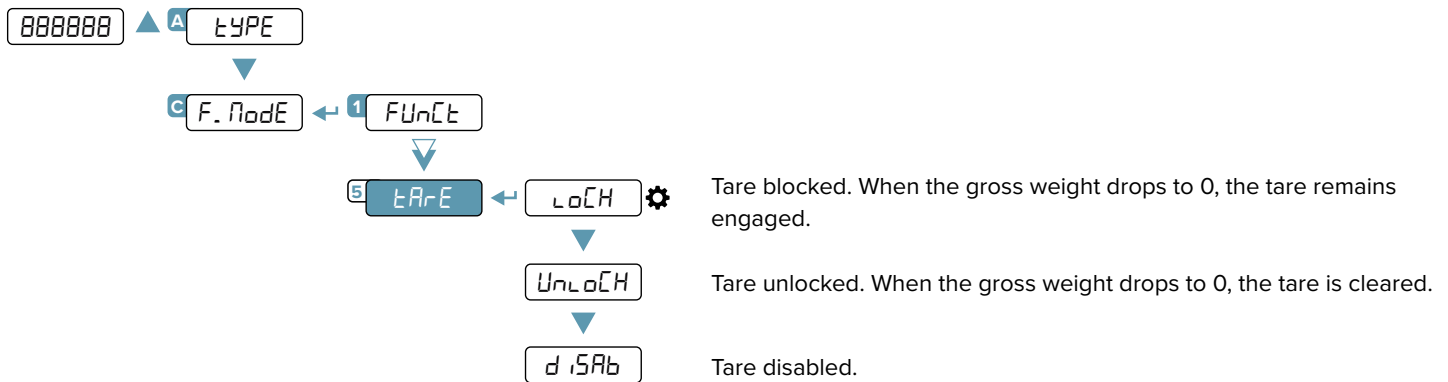 888888 A tYPE
C F. ModE 1 FUnCt
5 tArE LoCH Tare blocked. When the gross weight drops to 0, the tare remains
engaged.
UnLoCH Tare unlocked. When the gross weight drops to 0, the tare is cleared.
diSAb Tare disabled.